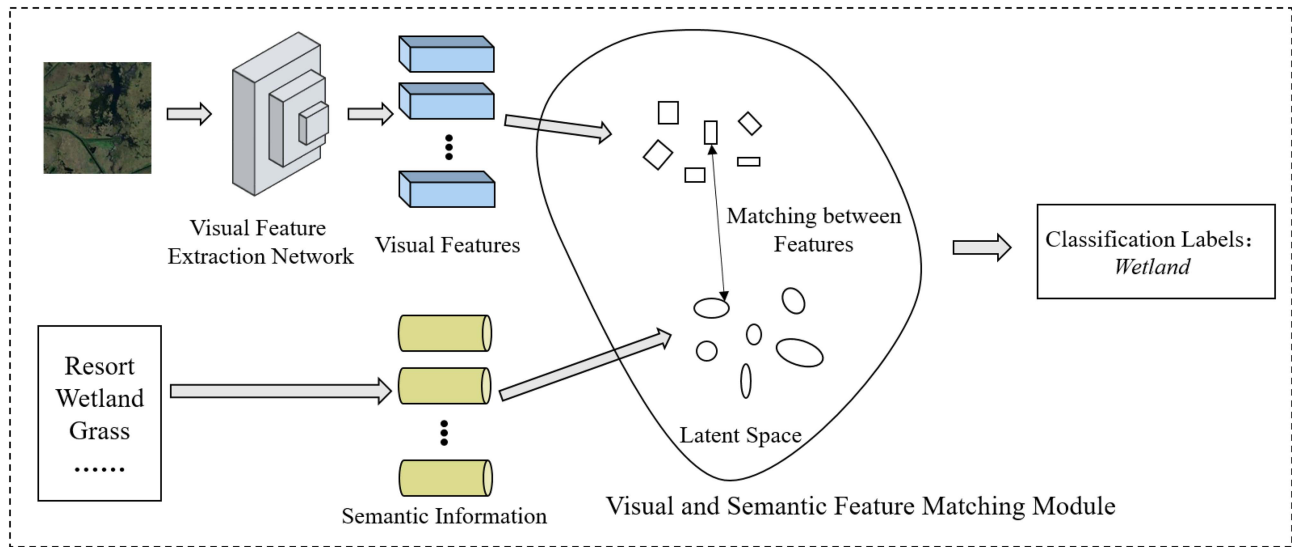 Visual Feature
Extraction Network
Visual Features
Matching between
Features
Classification Labels：
Wetland
Resort
Wetland
Grass
……
Semantic Information
Latent Space
Visual and Semantic Feature Matching Module